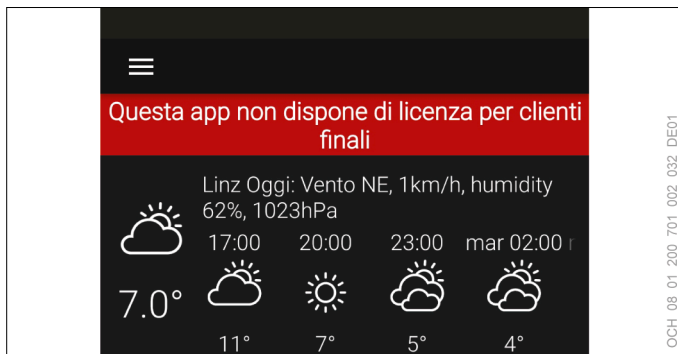 Questa app non dispone di licenza per clienti
finali
Linz Oggi: Vento NE, 1km/h, humidity
62%, 1023hPa
17:00 20:00 23:00 mar 02:00
7.0°
11° 7° 5° 4°
OCH 08 01 200 701 002 032 DE01